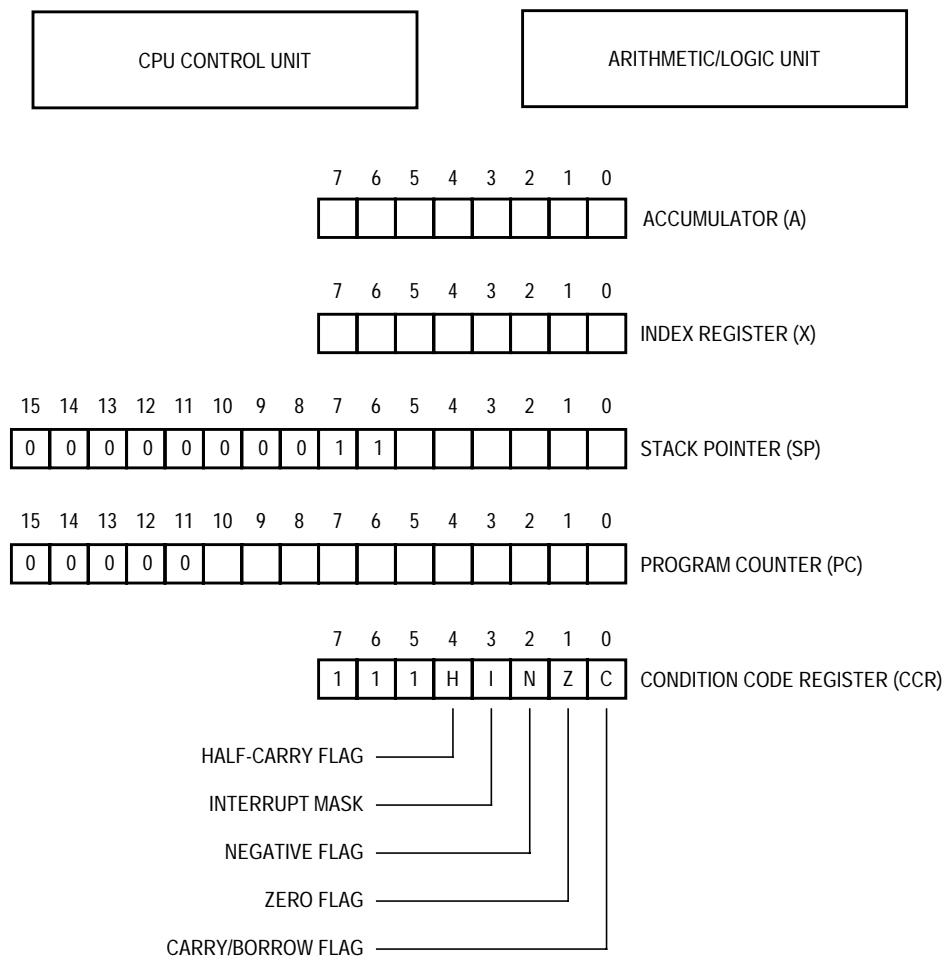 CPU CONTROL UNIT
ARITHMETIC/LOGIC UNIT
7 6 5 4 3 2 1 0
ACCUMULATOR (A)
7 6 5 4 3 2 1 0
INDEX REGISTER (X)
15 14 13 12 11 10 9 8 7 6 5 4 3 2 1 0
0 0 0 0 0 0 0 0 1 1 STACK POINTER (SP)
15 14 13 12 11 10 9 8 7 6 5 4 3 2 1 0
0 0 0 0 0 PROGRAM COUNTER (PC)
7 6 5 4 3 2 1 0
1 1 1 H I N Z C CONDITION CODE REGISTER (CCR)
HALF-CARRY FLAG
INTERRUPT MASK
NEGATIVE FLAG
ZERO FLAG
CARRY/BORROW FLAG